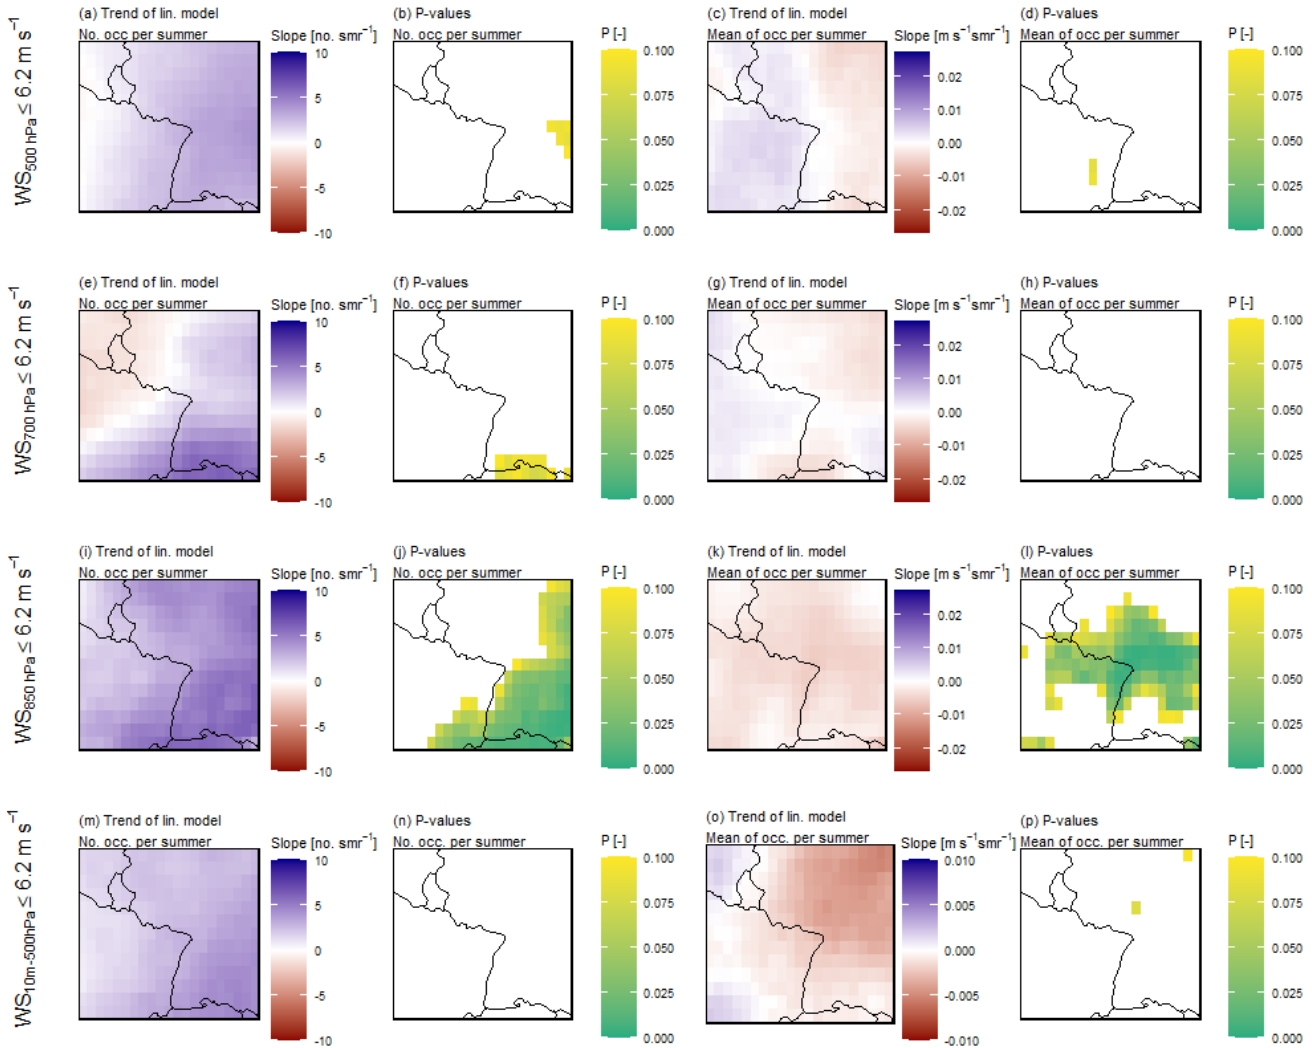 WS500 hPa ≤ 6.2 m s−1
(a) Trend of lin. model
No. occ per summer
Slope [no. smr−1]
10
5
0
-5
-10
(b) P-values
No. occ per summer
P [-]
0.100
0.075
0.050
0.025
0.000
(c) Trend of lin. model
Mean of occ per summer
Slope [m s−1smr−1]
0.02
0.01
0.00
-0.01
-0.02
(d) P-values
Mean of occ per summer
P [-]
0.100
0.075
0.050
0.025
0.000
WS700 hPa ≤ 6.2 m s−1
(e) Trend of lin. model
No. occ per summer
Slope [no. smr−1]
10
5
0
-5
-10
(f) P-values
No. occ per summer
P [-]
0.100
0.075
0.050
0.025
0.000
(g) Trend of lin. model
Mean of occ per summer
Slope [m s−1smr−1]
0.02
0.01
0.00
-0.01
-0.02
(h) P-values
Mean of occ per summer
P [-]
0.100
0.075
0.050
0.025
0.000
WS850 hPa ≤ 6.2 m s−1
(i) Trend of lin. model
No. occ per summer
Slope [no. smr−1]
10
5
0
-5
-10
(j) P-values
No. occ per summer
P [-]
0.100
0.075
0.050
0.025
0.000
(k) Trend of lin. model
Mean of occ per summer
Slope [m s−1smr−1]
0.02
0.01
0.00
-0.01
-0.02
(l) P-values
Mean of occ per summer
P [-]
0.100
0.075
0.050
0.025
0.000
WS10m-500hPa ≤ 6.2 m s−1
(m) Trend of lin. model
No. occ. per summer
Slope [no. smr−1]
10
5
0
-5
-10
(n) P-values
No. occ. per summer
P [-]
0.100
0.075
0.050
0.025
0.000
(o) Trend of lin. model
Mean of occ. per summer
Slope [m s−1smr−1]
0.010
0.005
0.000
-0.005
-0.010
(p) P-values
Mean of occ. per summer
P [-]
0.100
0.075
0.050
0.025
0.000